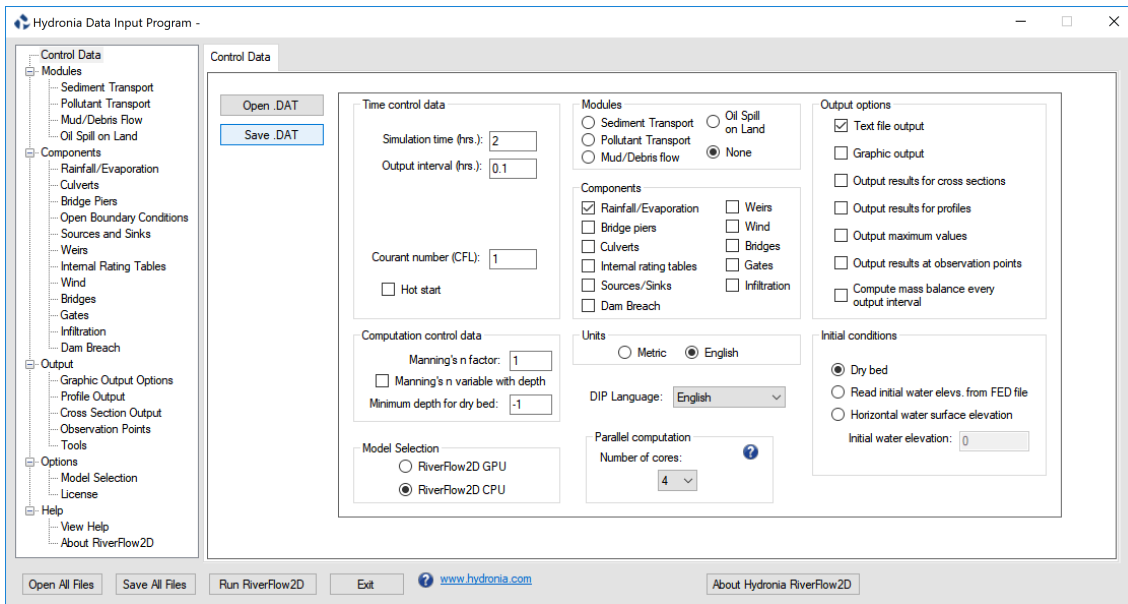 Hydronia Data Input Program -
Control Data
Modules
Sediment Transport
Pollutant Transport
Mud/Debris Flow
Oil Spill on Land
Components
Rainfall/Evaporation
Culverts
Bridge Piers
Open Boundary Conditions
Sources and Sinks
Weirs
Internal Rating Tables
Wind
Bridges
Gates
Infiltration
Dam Breach
Output
Graphic Output Options
Profile Output
Cross Section Output
Observation Points
Tools
Options
Model Selection
License
Help
View Help
About RiverFlow2D
Control Data
Open .DAT
Save .DAT
Time control data
Simulation time (hrs.): 2
Output interval (hrs.): 0.1
Courant number (CFL): 1
Hot start
Computation control data
Manning's n factor: 1
Manning's n variable with depth
Minimum depth for dry bed: -1
Model Selection
RiverFlow2D GPU
RiverFlow2D CPU
Modules
Sediment Transport
Pollutant Transport
Mud/Debris flow
Oil Spill
on Land
None
Components
Rainfall/Evaporation
Bridge piers
Culverts
Internal rating tables
Sources/Sinks
Dam Breach
Weirs
Wind
Bridges
Gates
Infiltration
Units
Metric English
DIP Language: English
Parallel computation
Number of cores:
?
4
Output options
Text file output
Graphic output
Output results for cross sections
Output results for profiles
Output maximum values
Output results at observation points
Compute mass balance every
output interval
Initial conditions
Dry bed
Read initial water elevs. from FED file
Horizontal water surface elevation
Initial water elevation: 0
Open All Files Save All Files Run RiverFlow2D Exit ? www.hydronia.com About Hydronia RiverFlow2D